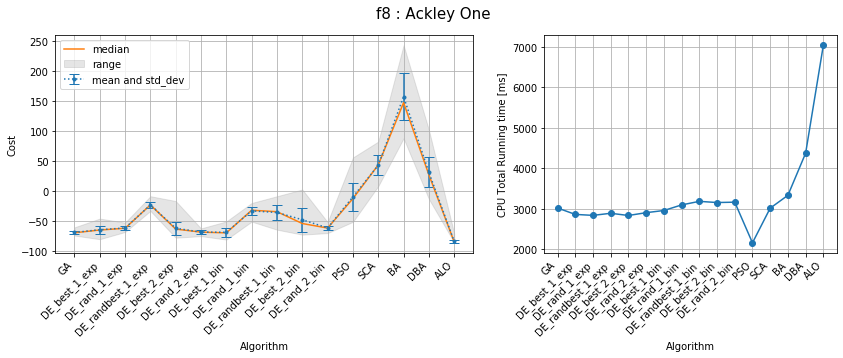 f8 : Ackley One
median
range
mean and std_dev
250
200
150
100
50
0
−50
−100
Cost
GA
DE_best_1_exp
DE_rand_1_exp
DE_randbest_1_exp
DE_best_2_exp
DE_rand_2_exp
DE_best_1_bin
DE_rand_1_bin
DE_randbest_1_bin
DE_best_2_bin
DE_rand_2_bin
PSO
SCA
BA
DBA
ALO
Algorithm
7000
6000
5000
4000
3000
2000
CPU Total Running time [ms]
GA
DE_best_1_exp
DE_rand_1_exp
DE_randbest_1_exp
DE_best_2_exp
DE_rand_2_exp
DE_best_1_bin
DE_rand_1_bin
DE_randbest_1_bin
DE_best_2_bin
DE_rand_2_bin
PSO
SCA
BA
DBA
ALO
Algorithm